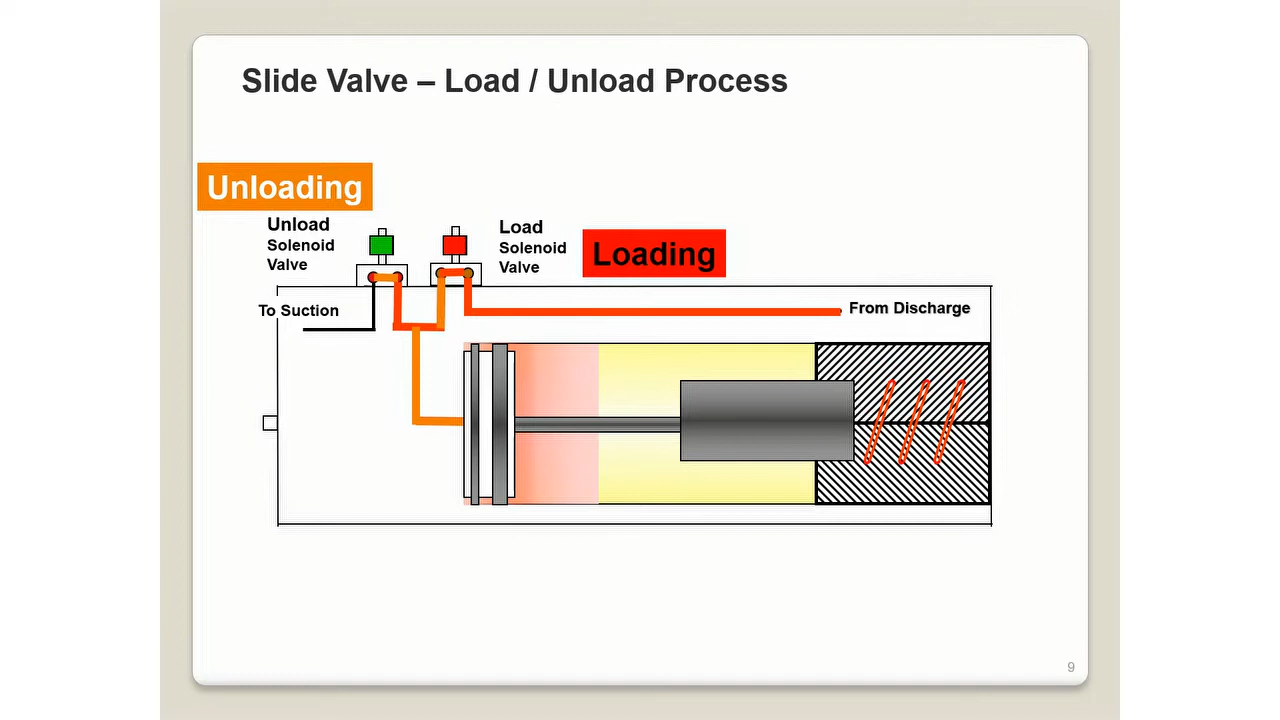 Slide Valve – Load / Unload Process
Unloading
Unload
Solenoid
Valve
Load
Solenoid
Valve
Loading
To Suction
From Discharge
9